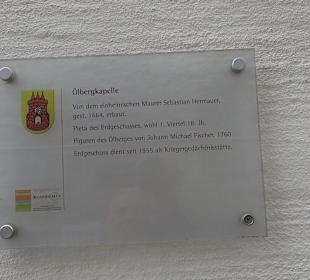 Ölbergkapelle
Von dem einheimischen Maurer Sebastian Hermauer,
gest. 1664, erbaut.
Pieta des Erdgeschosses, wohl 1. Viertel 18. Jh.
Figuren des Ölberges von Johann Michael Fischer, 1760
Erdgeschoss dient seit 1955 als Kriegergedächtnisstätte.